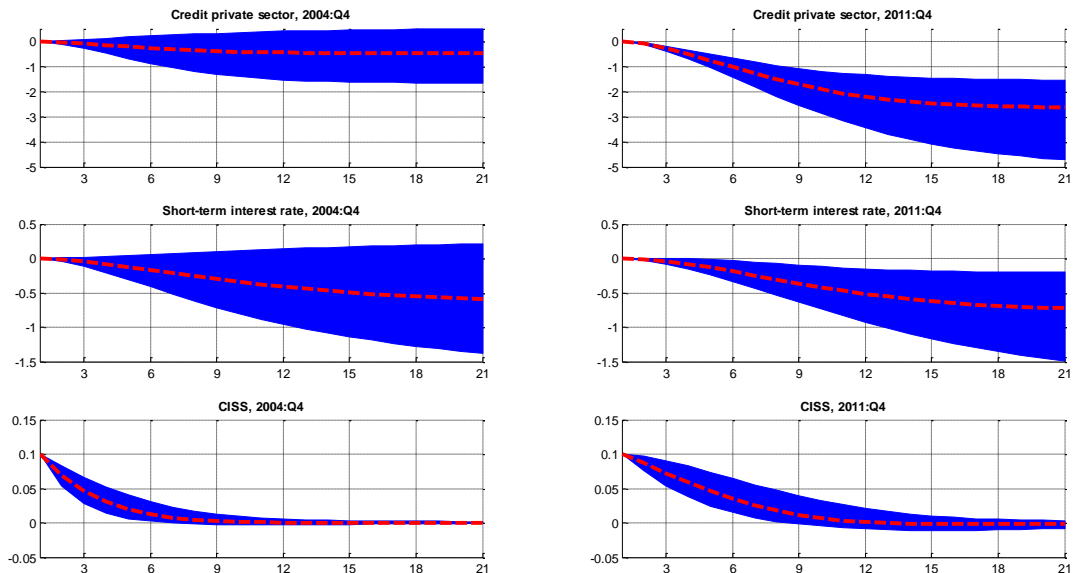 Credit private sector, 2004:Q4
0
-1
-2
-3
-4
-5
3 6 9 12 15 18 21
Credit private sector, 2011:Q4
0
-1
-2
-3
-4
-5
3 6 9 12 15 18 21
Short-term interest rate, 2004:Q4
0.5
0
-0.5
-1
-1.5
3 6 9 12 15 18 21
Short-term interest rate, 2011:Q4
0.5
0
-0.5
-1
-1.5
3 6 9 12 15 18 21
CISS, 2004:Q4
0.15
0.1
0.05
0
-0.05
3 6 9 12 15 18 21
CISS, 2011:Q4
0.15
0.1
0.05
0
-0.05
3 6 9 12 15 18 21